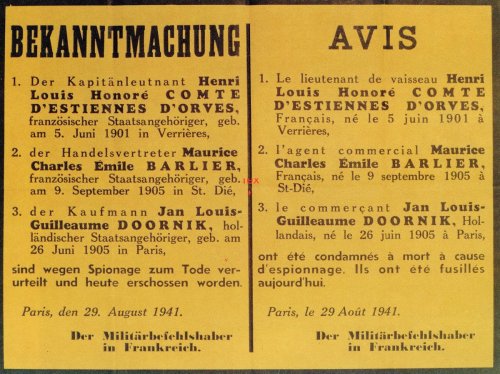 BEKANNTMACHUNG
1. Der Kapitänleutnant Henri
Louis Honoré COMTE
D'ESTIENNES D'ORVES,
französischer Staatsangehöriger, geb.
am 5. Juni 1901 in Verrières,
2. der Handelsvertreter Maurice
Charles Émile BARLIER,
französischer Staatsangehöriger, geb.
am 9. September 1905 in St. Dié,
3. der Kaufmann Jan Louis-
Guilleaume DOORNIK, hol-
ländischer Staatsangehöriger, geb. am
26 Juni 1905 in Paris,
sind wegen Spionage zum Tode ver-
urteilt und heute erschossen worden.
Paris, den 29. August 1941.
Der Militärbefehlshaber
in Frankreich.
AVIS
1. Le lieutenant de vaisseau Henri
Louis Honoré COMTE
D'ESTIENNES D'ORVES,
Français, né le 5 juin 1901 à
Verrières,
2. l'agent commercial Maurice
Charles Émile BARLIER,
Français, né le 9 septembre 1905 à
St-Dié,
3. le commerçant Jan Louis-
Guilleaume DOORNIK, Hol-
landais, né le 26 juin 1905 à Paris,
ont été condamnés à mort à cause
d'espionnage. Ils ont été fusillés
aujourd'hui.
Paris, le 29 Août 1941.
Der Militärbefehlshaber
in Frankreich.